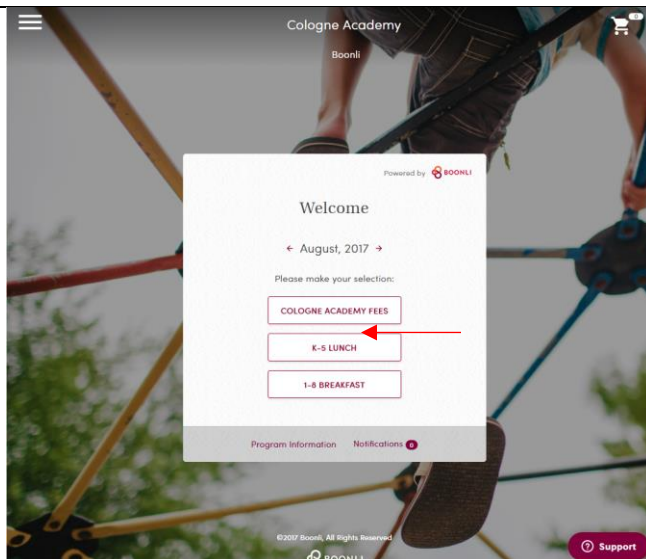 Cologne Academy
0
Boonli
Powered by BOONLI
Welcome
← August, 2017 →
Please make your selection:
COLOGNE ACADEMY FEES
K-5 LUNCH
1-8 BREAKFAST
Program Information Notifications 0
©2017 Boonli, All Rights Reserved
BOONLI
? Support